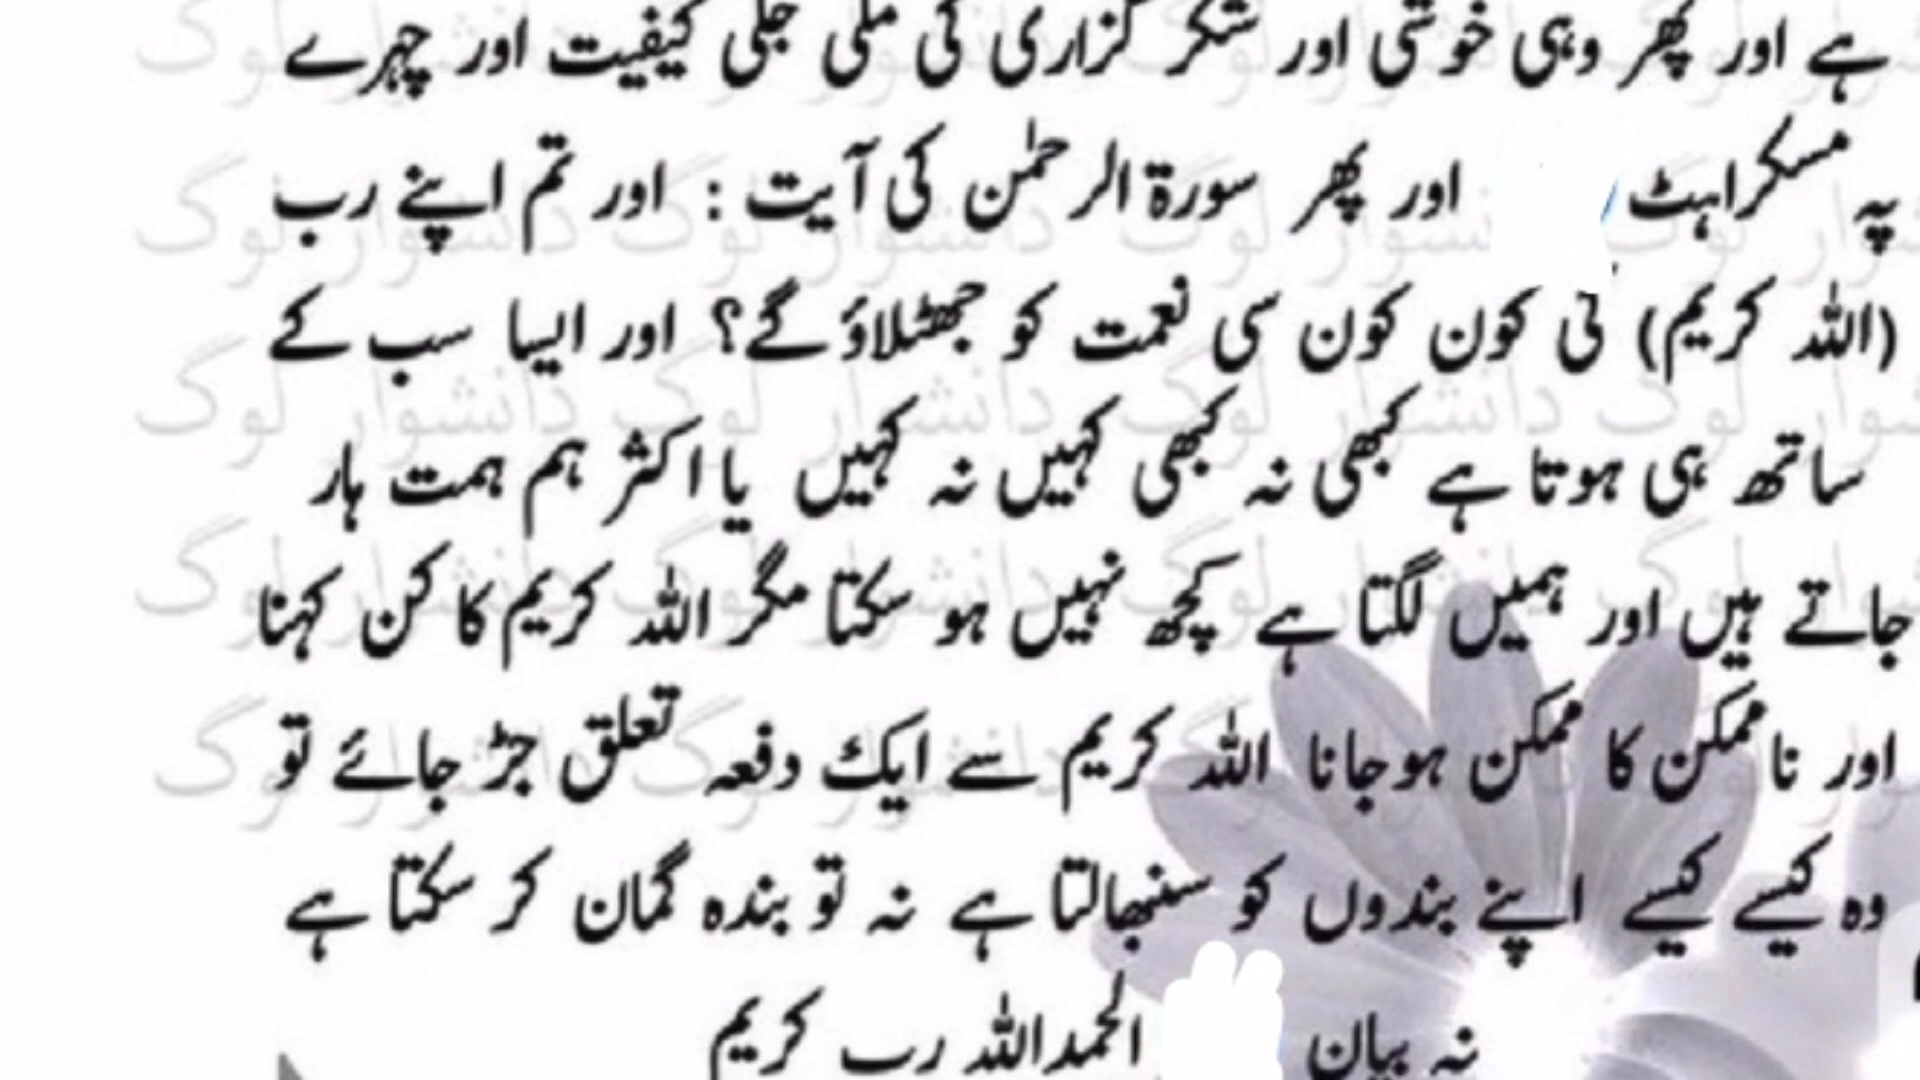 ہے اور پھر وہی خوشی اور شکر گزاری کی ملی جلی کیفیت اور چہرے
پہ مسکراہٹ اور پھر سورۃ الرحمٰن کی آیت : اور تم اپنے رب
(اللہ کریم) کی کون کون سی نعمت کو جھٹلاؤ گے؟ اور ایسا سب کے
ساتھ ہی ہوتا ہے کبھی نہ کبھی کہیں نہ کہیں یا اکثر ہم ہمت ہار
جاتے ہیں اور ہمیں لگتا ہے کچھ نہیں ہو سکتا مگر اللہ کریم کا کن کہنا
اور ناممکن کا ممکن ہوجانا اللہ کریم سے ایک دفعہ تعلق جڑ جائے تو
وہ کیسے کیسے اپنے بندوں کو سنبھالتا ہے نہ تو بندہ گمان کر سکتا ہے
نہ بیان الحمداللہ رب کریم